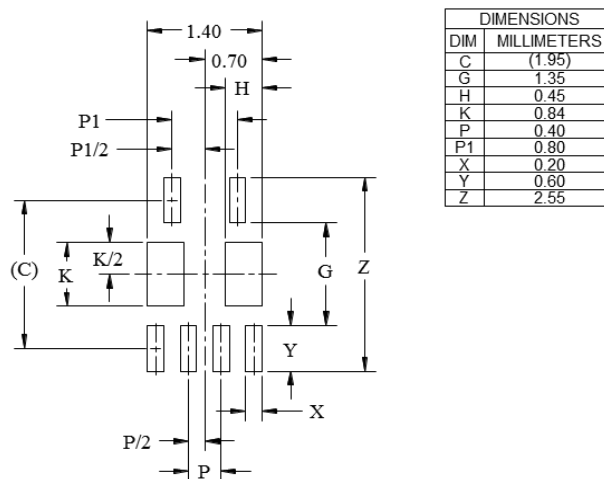 1.40
0.70
H
P1
P1/2
(C)
K
K/2
G
Z
Y
X
P/2
P
DIMENSIONS
DIM MILLIMETERS
C (1.95)
G 1.35
H 0.45
K 0.84
P 0.40
P1 0.80
X 0.20
Y 0.60
Z 2.55